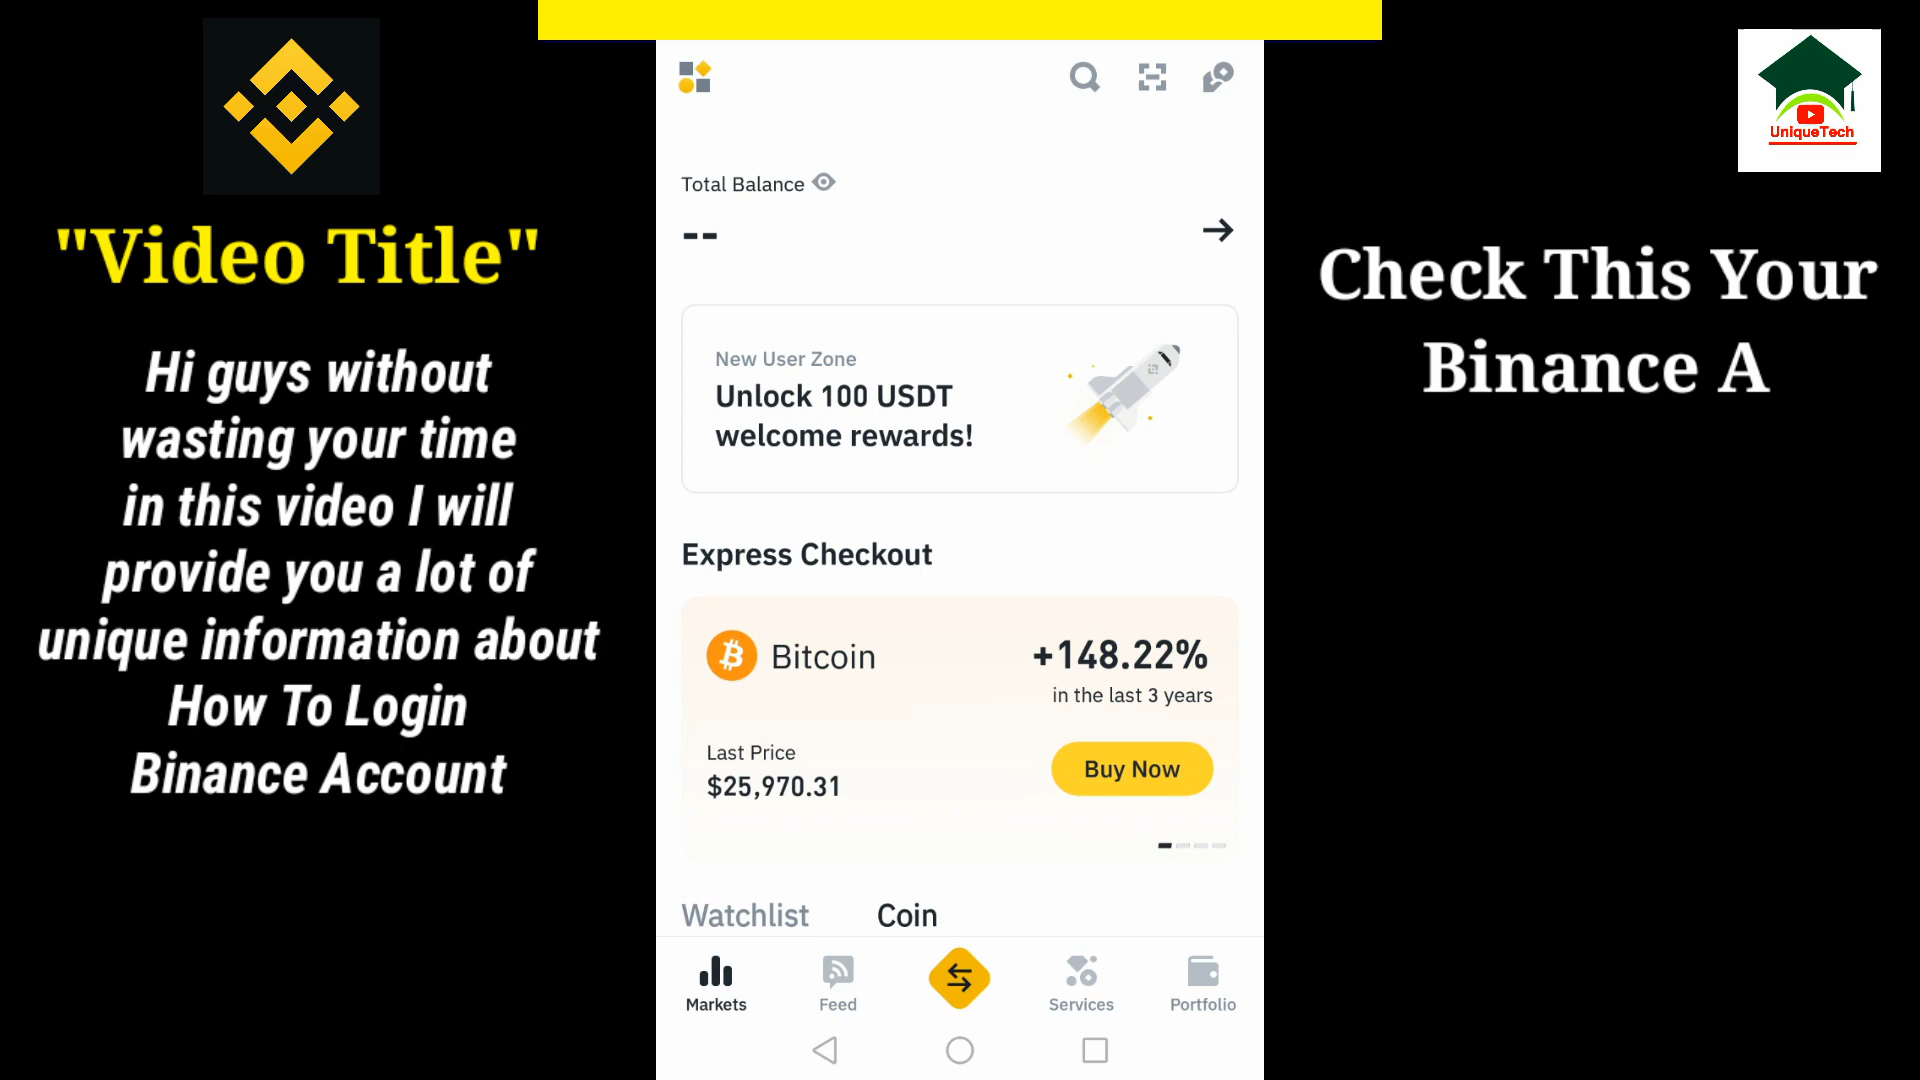 "Video Title"
Hi guys without
wasting your time
in this video I will
provide you a lot of
unique information about
How To Login
Binance Account
Total Balance
--
New User Zone
Unlock 100 USDT
welcome rewards!
Express Checkout
Bitcoin
+148.22%
in the last 3 years
Last Price
$25,970.31
Buy Now
Watchlist
Coin
Markets
Feed
Services
Portfolio
UniqueTech
Check This Your
Binance A